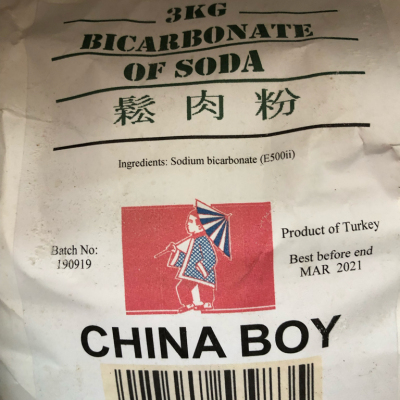 3KG
BICARBONATE
OF SODA
鬆肉粉
Ingredients: Sodium bicarbonate (E500ii)
Product of Turkey
Batch No:
190919
Best before end
MAR 2021
CHINA BOY